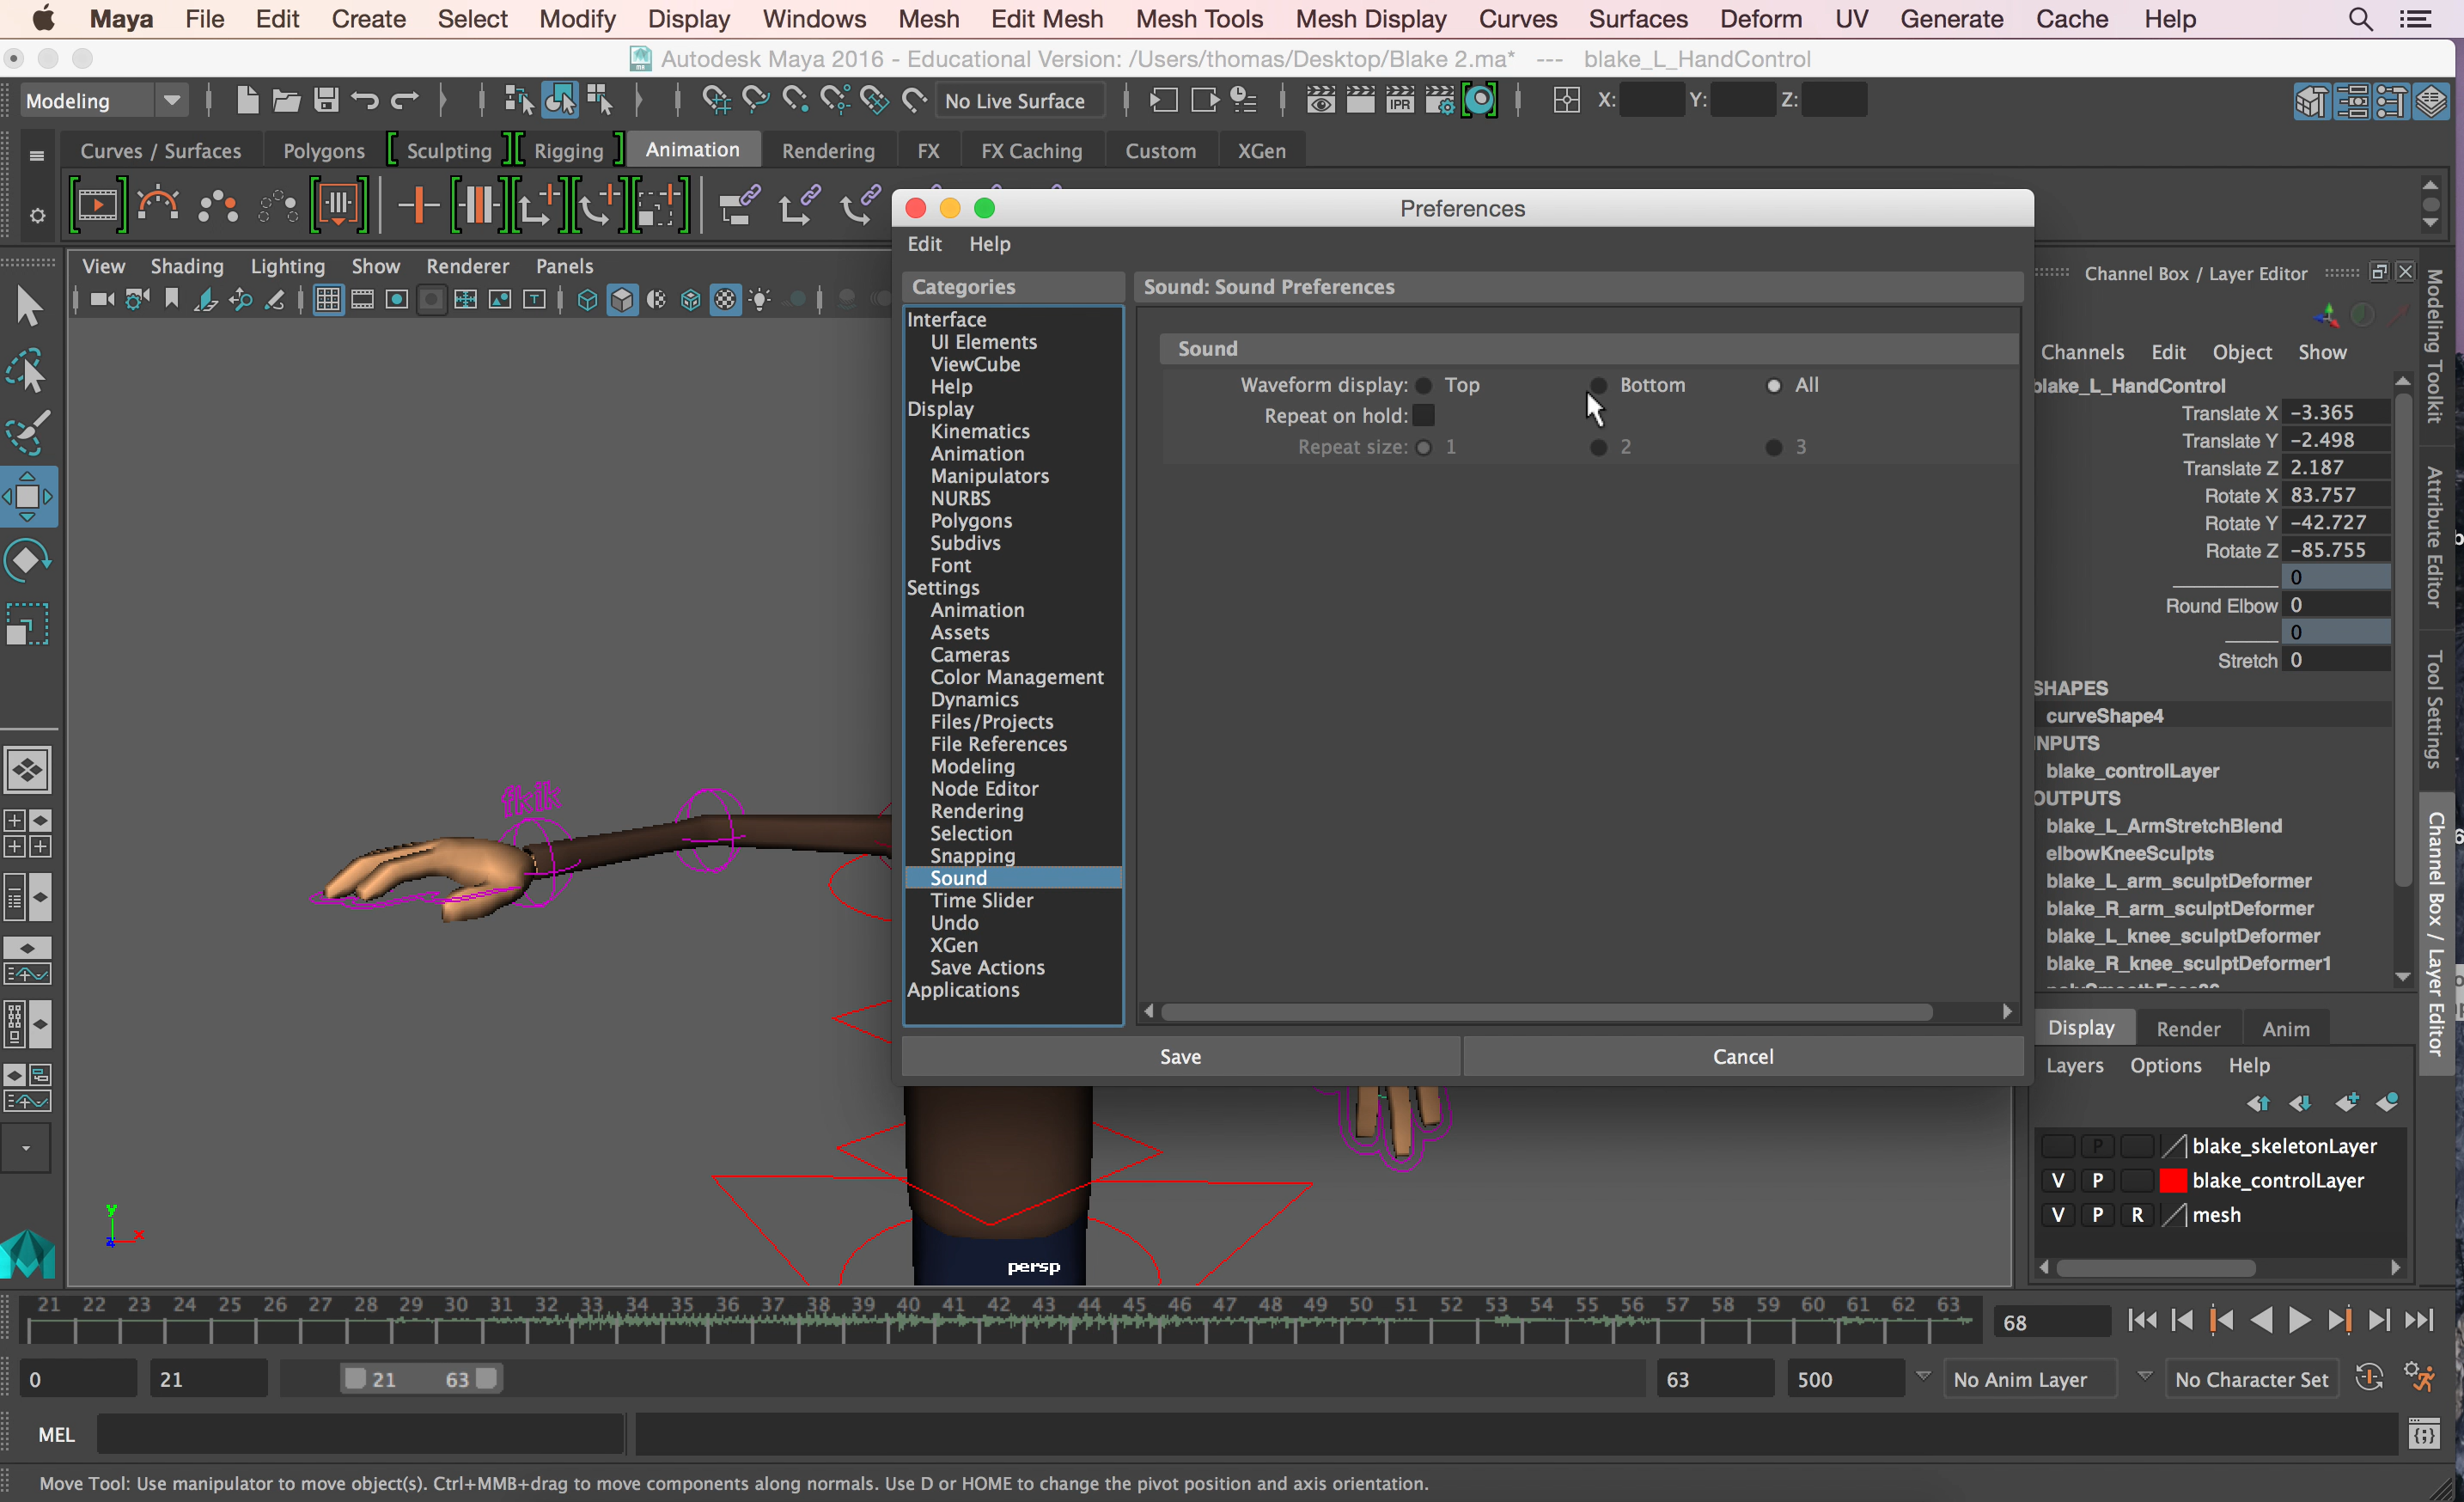 Maya File Edit Create Select Modify Display Windows Mesh Edit Mesh Mesh Tools Mesh Display Curves Surfaces Deform UV Generate Cache Help
Autodesk Maya 2016 - Educational Version: /Users/thomas/Desktop/Blake 2.ma* --- blake_L_HandControl
Modeling No Live Surface IPR X: Y: Z:
Curves / Surfaces Polygons Sculpting Rigging Animation Rendering FX FX Caching Custom XGen
Preferences
Edit Help
View Shading Lighting Show Renderer Panels
Categories
Interface
UI Elements
ViewCube
Help
Display
Kinematics
Animation
Manipulators
NURBS
Polygons
Subdivs
Font
Settings
Animation
Assets
Cameras
Color Management
Dynamics
Files/Projects
File References
Modeling
Node Editor
Rendering
Selection
Snapping
Sound
Time Slider
Undo
XGen
Save Actions
Applications
Sound: Sound Preferences
Sound
Waveform display: Top Bottom All
Repeat on hold:
Repeat size: 1 2 3
Save Cancel
Channel Box / Layer Editor
Channels Edit Object Show
blake_L_HandControl
Translate X -3.365
Translate Y -2.498
Translate Z 2.187
Rotate X 83.757
Rotate Y -42.727
Rotate Z -85.755
0
Round Elbow 0
0
Stretch 0
SHAPES
curveShape4
INPUTS
blake_controlLayer
OUTPUTS
blake_L_ArmStretchBlend
elbowKneeSculpts
blake_L_arm_sculptDeformer
blake_R_arm_sculptDeformer
blake_L_knee_sculptDeformer
blake_R_knee_sculptDeformer1
Modeling Toolkit
Attribute Editor
Tool Settings
Channel Box / Layer Editor
Display Render Anim
Layers Options Help
P blake_skeletonLayer
V P blake_controlLayer
V P R mesh
fkik
y
x
z
persp
21 22 23 24 25 26 27 28 29 30 31 32 33 34 35 36 37 38 39 40 41 42 43 44 45 46 47 48 49 50 51 52 53 54 55 56 57 58 59 60 61 62 63 68
0 21 21 63 63 500 No Anim Layer No Character Set
MEL
Move Tool: Use manipulator to move object(s). Ctrl+MMB+drag to move components along normals. Use D or HOME to change the pivot position and axis orientation.